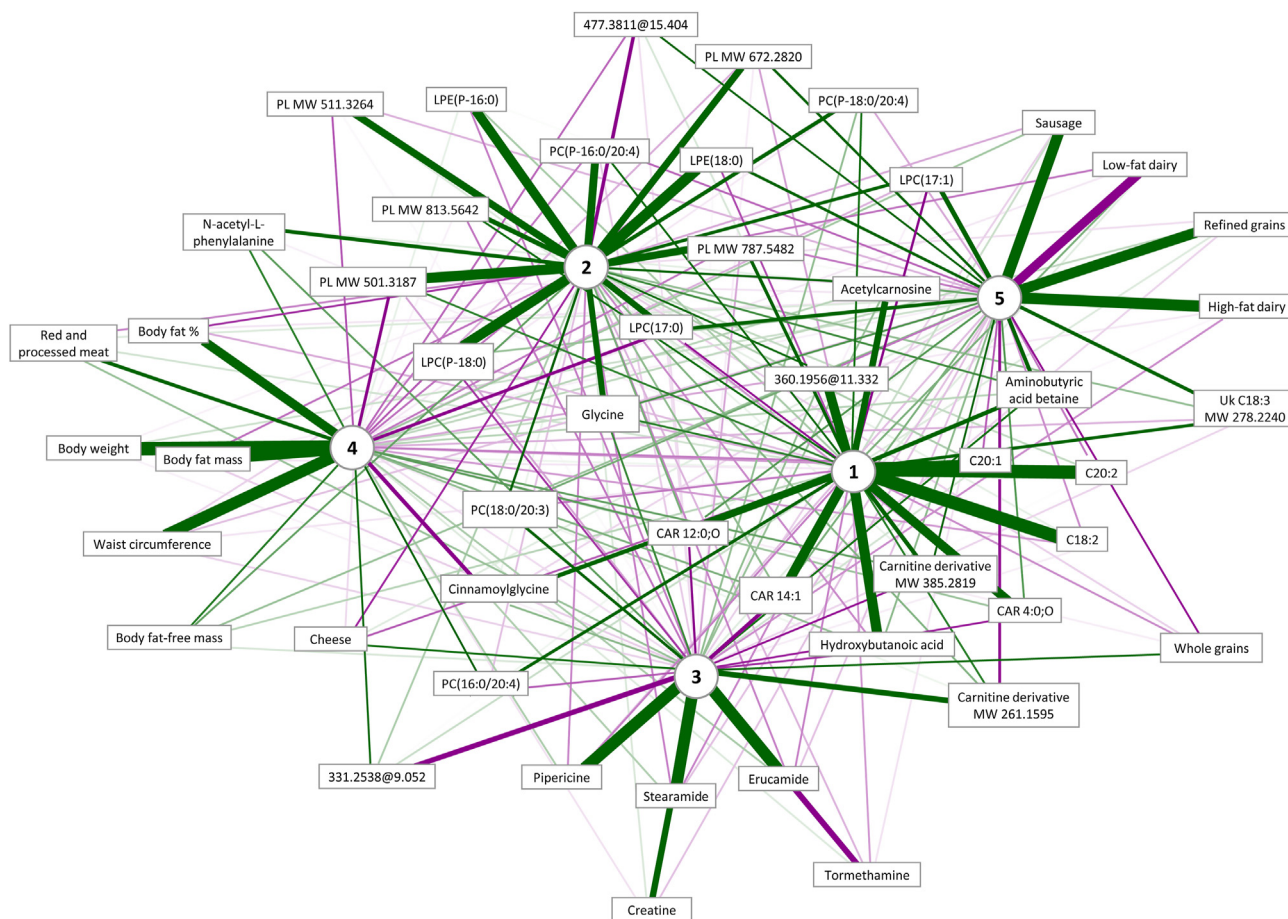 477.3811@15.404
PL MW 672.2820
LPE(P-16:0)
PL MW 511.3264
PC(P-18:0/20:4)
Sausage
PC(P-16:0/20:4)
LPE(18:0)
Low-fat dairy
LPC(17:1)
PL MW 813.5642
N-acetyl-L-
phenylalanine
Refined grains
PL MW 787.5482
2
PL MW 501.3187
Acetylcarnosine
5
High-fat dairy
Body fat %
LPC(17:0)
Red and
processed meat
LPC(P-18:0)
360.1956@11.332
Aminobutyric
acid betaine
Uk C18:3
MW 278.2240
Glycine
Body weight
Body fat mass
4
1
C20:1
C20:2
PC(18:0/20:3)
CAR 12:0;O
Waist circumference
C18:2
Carnitine derivative
MW 385.2819
Cinnamoylglycine
CAR 14:1
CAR 4:0;O
Body fat-free mass
Cheese
Hydroxybutanoic acid
Whole grains
3
PC(16:0/20:4)
Carnitine derivative
MW 261.1595
331.2538@9.052
Pipericine
Erucamide
Stearamide
Tormethamine
Creatine